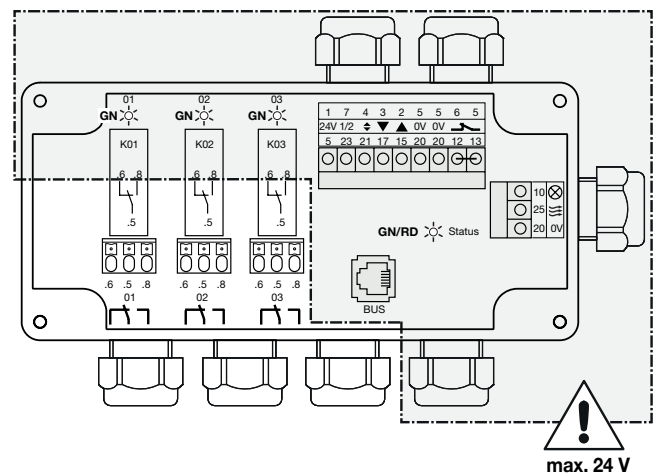 01 02 03
GN GN GN
K01 K02 K03
.6 .8 .6 .8 .6 .8
.5 .5 .5
.6 .5 .8 .6 .5 .8 .6 .5 .8
01 02 03
1 7 4 3 2 5 5 6 5
24V 1/2 0V 0V
5 23 21 17 15 20 20 12 13
10
25
20 0V
GN/RD Status
BUS
max. 24 V